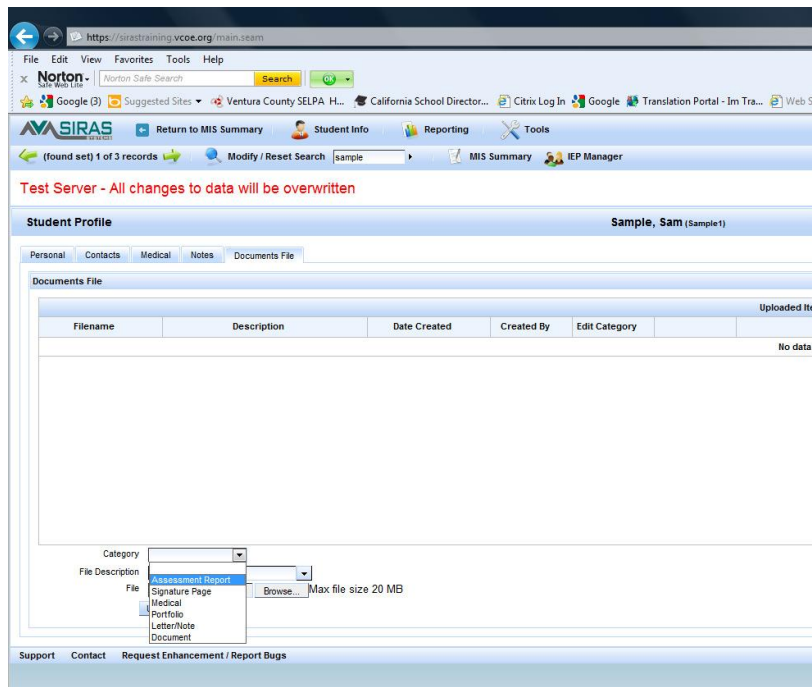 https://sirastraining.vcoe.org/main.seam
File Edit View Favorites Tools Help
x Norton Safe Web Lite Norton Safe Search Search OK
Google (3) Suggested Sites Ventura County SELPA H... California School Director... Citrix Log In Google Translation Portal - Im Tra... Web S
SIRAS Return to MIS Summary Student Info Reporting Tools
(found set) 1 of 3 records Modify / Reset Search sample MIS Summary IEP Manager
Test Server - All changes to data will be overwritten
Student Profile Sample, Sam (Sample1)
Personal Contacts Medical Notes Documents File
Documents File
Uploaded Ite
Filename Description Date Created Created By Edit Category
No data
Category
File Description
Assessment Report
File Signature Page Browse... Max file size 20 MB
Medical
Portfolio
Letter/Note
Document
Support Contact Request Enhancement / Report Bugs